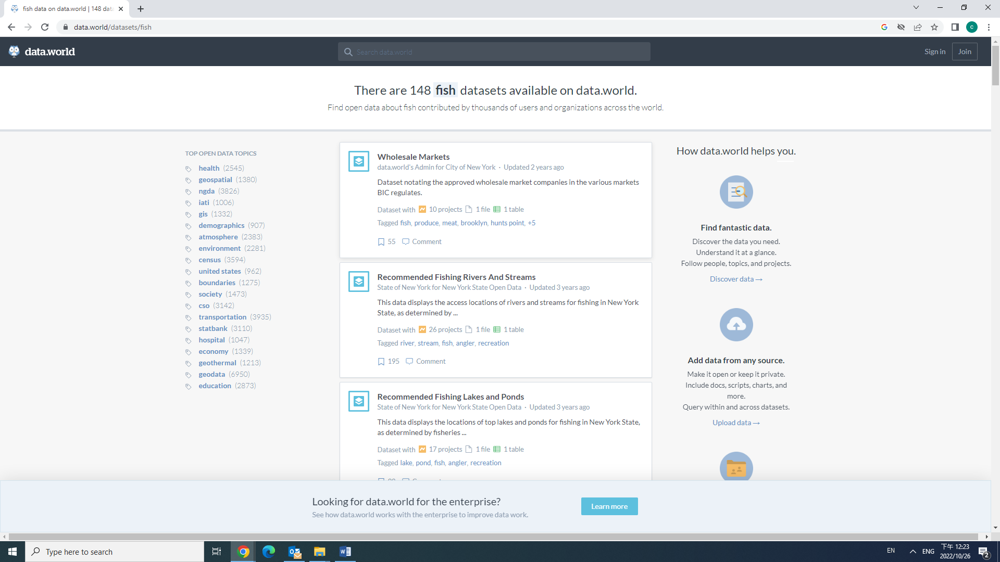 fish data on data.world | 148 data
data.world/datasets/fish
c
data.world
Search data.world
Sign in
Join
There are 148 fish datasets available on data.world.
Find open data about fish contributed by thousands of users and organizations across the world.
TOP OPEN DATA TOPICS
health (2545)
geospatial (1380)
ngda (3826)
iati (1006)
gis (1332)
demographics (907)
atmosphere (2383)
environment (2281)
census (3594)
united states (962)
boundaries (1275)
society (1473)
cso (3142)
transportation (3935)
statbank (3110)
hospital (1047)
economy (1339)
geothermal (1213)
geodata (6950)
education (2873)
Wholesale Markets
data.world's Admin for City of New York · Updated 2 years ago
Dataset notating the approved wholesale market companies in the various markets
BIC regulates.
Dataset with 10 projects 1 file 1 table
Tagged fish, produce, meat, brooklyn, hunts point, +5
55 Comment
Recommended Fishing Rivers And Streams
State of New York for New York State Open Data · Updated 3 years ago
This data displays the access locations of rivers and streams for fishing in New York
State, as determined by ...
Dataset with 26 projects 1 file 1 table
Tagged river, stream, fish, angler, recreation
195 Comment
Recommended Fishing Lakes and Ponds
State of New York for New York State Open Data · Updated 3 years ago
This data displays the locations of top lakes and ponds for fishing in New York State,
as determined by fisheries ...
Dataset with 17 projects 1 file 1 table
Tagged lake, pond, fish, angler, recreation
How data.world helps you.
Find fantastic data.
Discover the data you need.
Understand it at a glance.
Follow people, topics, and projects.
Discover data →
Add data from any source.
Make it open or keep it private.
Include docs, scripts, charts, and
more.
Query within and across datasets.
Upload data →
Looking for data.world for the enterprise?
See how data.world works with the enterprise to improve data work.
Learn more
Type here to search
EN
ENG
下午 12:23
2022/10/26
2